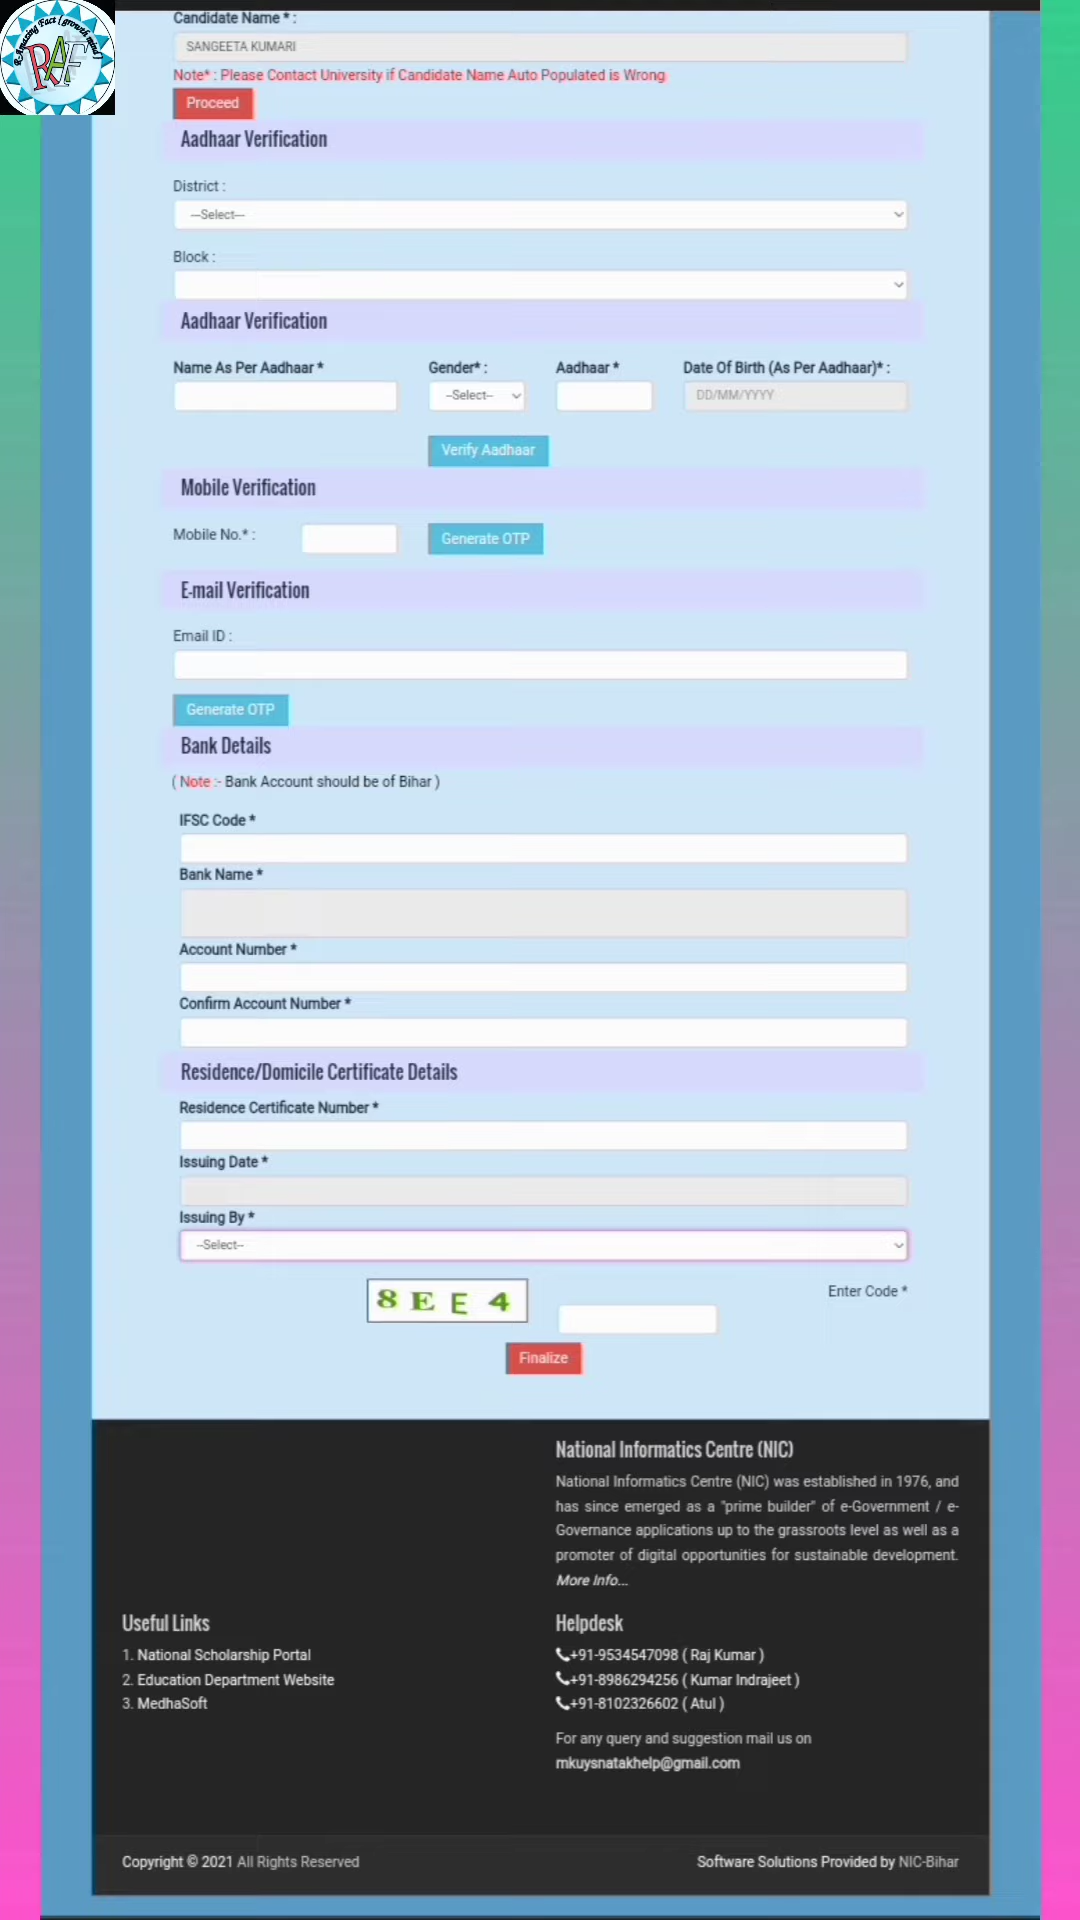 R Amazing Fact (growth mind)
RAF
Candidate Name * :
SANGEETA KUMARI
Note* : Please Contact University if Candidate Name Auto Populated is Wrong
Proceed
Aadhaar Verification
District :
--Select--
Block :
Aadhaar Verification
Name As Per Aadhaar * Gender* : Aadhaar * Date Of Birth (As Per Aadhaar)* :
--Select-- DD/MM/YYYY
Verify Aadhaar
Mobile Verification
Mobile No.* : Generate OTP
E-mail Verification
Email ID :
Generate OTP
Bank Details
( Note :- Bank Account should be of Bihar )
IFSC Code *
Bank Name *
Account Number *
Confirm Account Number *
Residence/Domicile Certificate Details
Residence Certificate Number *
Issuing Date *
Issuing By *
--Select--
8 E E 4 Enter Code *
Finalize
National Informatics Centre (NIC)
National Informatics Centre (NIC) was established in 1976, and
has since emerged as a "prime builder" of e-Government / e-
Governance applications up to the grassroots level as well as a
promoter of digital opportunities for sustainable development.
More Info...
Useful Links
1. National Scholarship Portal
2. Education Department Website
3. MedhaSoft
Helpdesk
+91-9534547098 ( Raj Kumar )
+91-8986294256 ( Kumar Indrajeet )
+91-8102326602 ( Atul )
For any query and suggestion mail us on
mkuysnatakhelp@gmail.com
Copyright © 2021 All Rights Reserved
Software Solutions Provided by NIC-Bihar